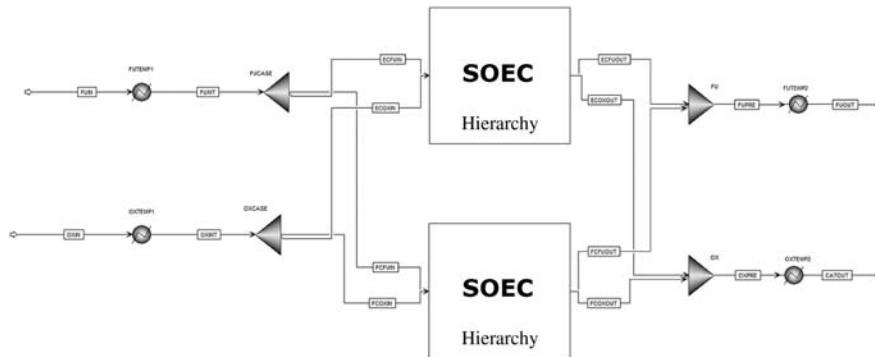 ECFUIN
SOEC
Hierarchy
ECFUOUT
FUTEMP1
FUCASE
FUIN
FUINT
ECOXIN
ECOXOUT
FU
FUTEMP2
FUPRE
FUOUT
OXTEMP1
OXCASE
OXIN
OXINT
FCFUIN
FCOXIN
SOEC
Hierarchy
FCFUOUT
FCOXOUT
OX
OXTEMP2
OXPRE
CATOUT